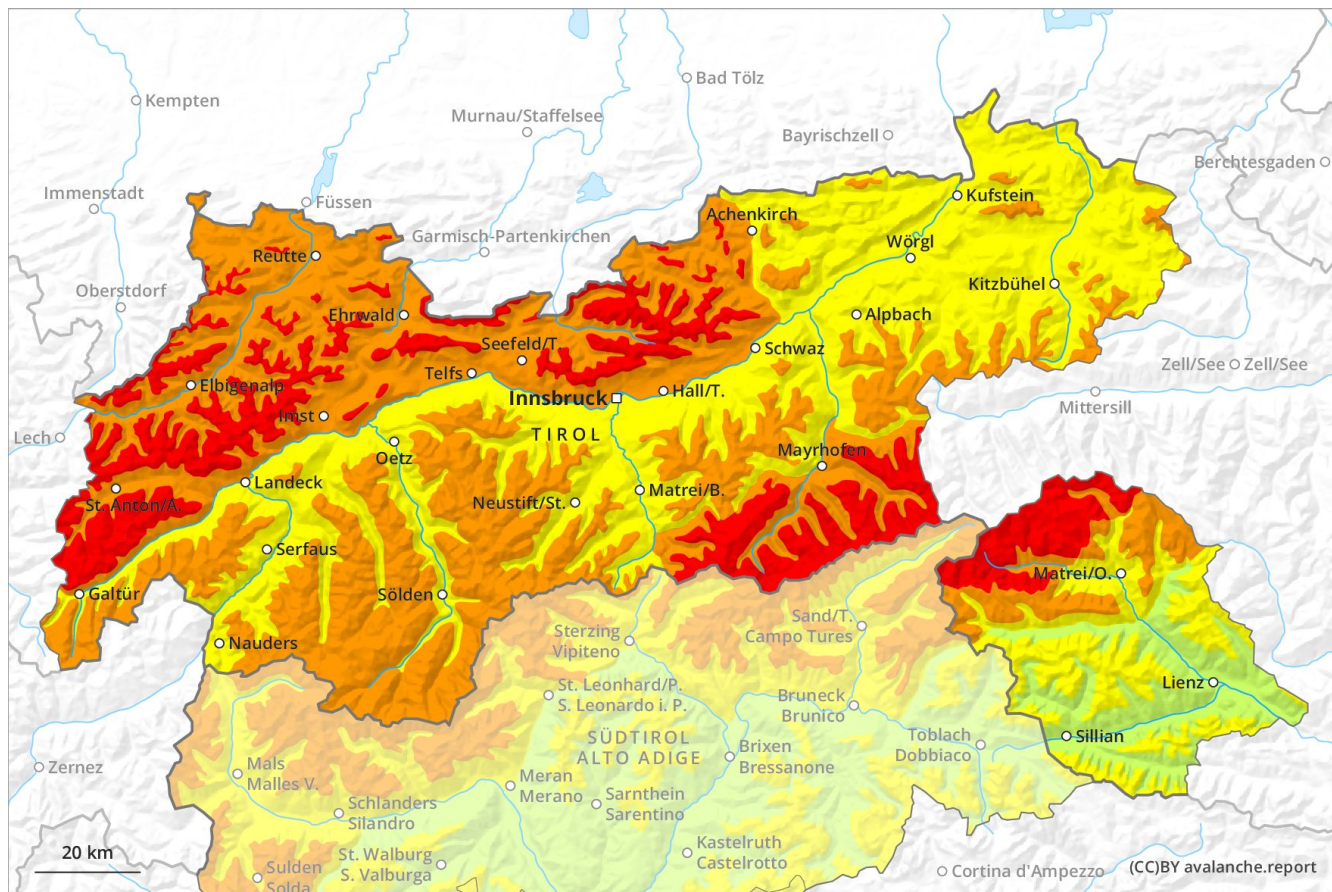 Kempten
Bad Tölz
Murnau/Staffelsee
Bayrischzell
Berchtesgaden
Immenstadt
Füssen
Kufstein
Achenkirch
Garmisch-Partenkirchen
Wörgl
Reutte
Kitzbühel
Oberstdorf
Ehrwald
Alpbach
Seefeld/T.
Schwaz
Zell/See
Zell/See
Telfs
Elbigenalp
Hall/T.
Innsbruck
Mittersill
Imst
Lech
TIROL
Mayrhofen
Oetz
Landeck
Matrei/B.
St. Anton/A.
Neustift/St.
Serfaus
Matrei/O.
Galtür
Sölden
Sand/T.
Campo Tures
Sterzing
Vipiteno
Nauders
Lienz
St. Leonhard/P.
S. Leonardo i. P.
Bruneck
Brunico
SÜDTIROL
ALTO ADIGE
Toblach
Dobbiaco
Sillian
Brixen
Bressanone
Zernez
Mals
Malles V.
Meran
Merano
Sarnthein
Sarentino
Schlanders
Silandro
Kastelruth
Castelrotto
20 km
St. Walburg
S. Valburga
Sulden
Solda
Cortina d'Ampezzo
(CC)BY avalanche.report